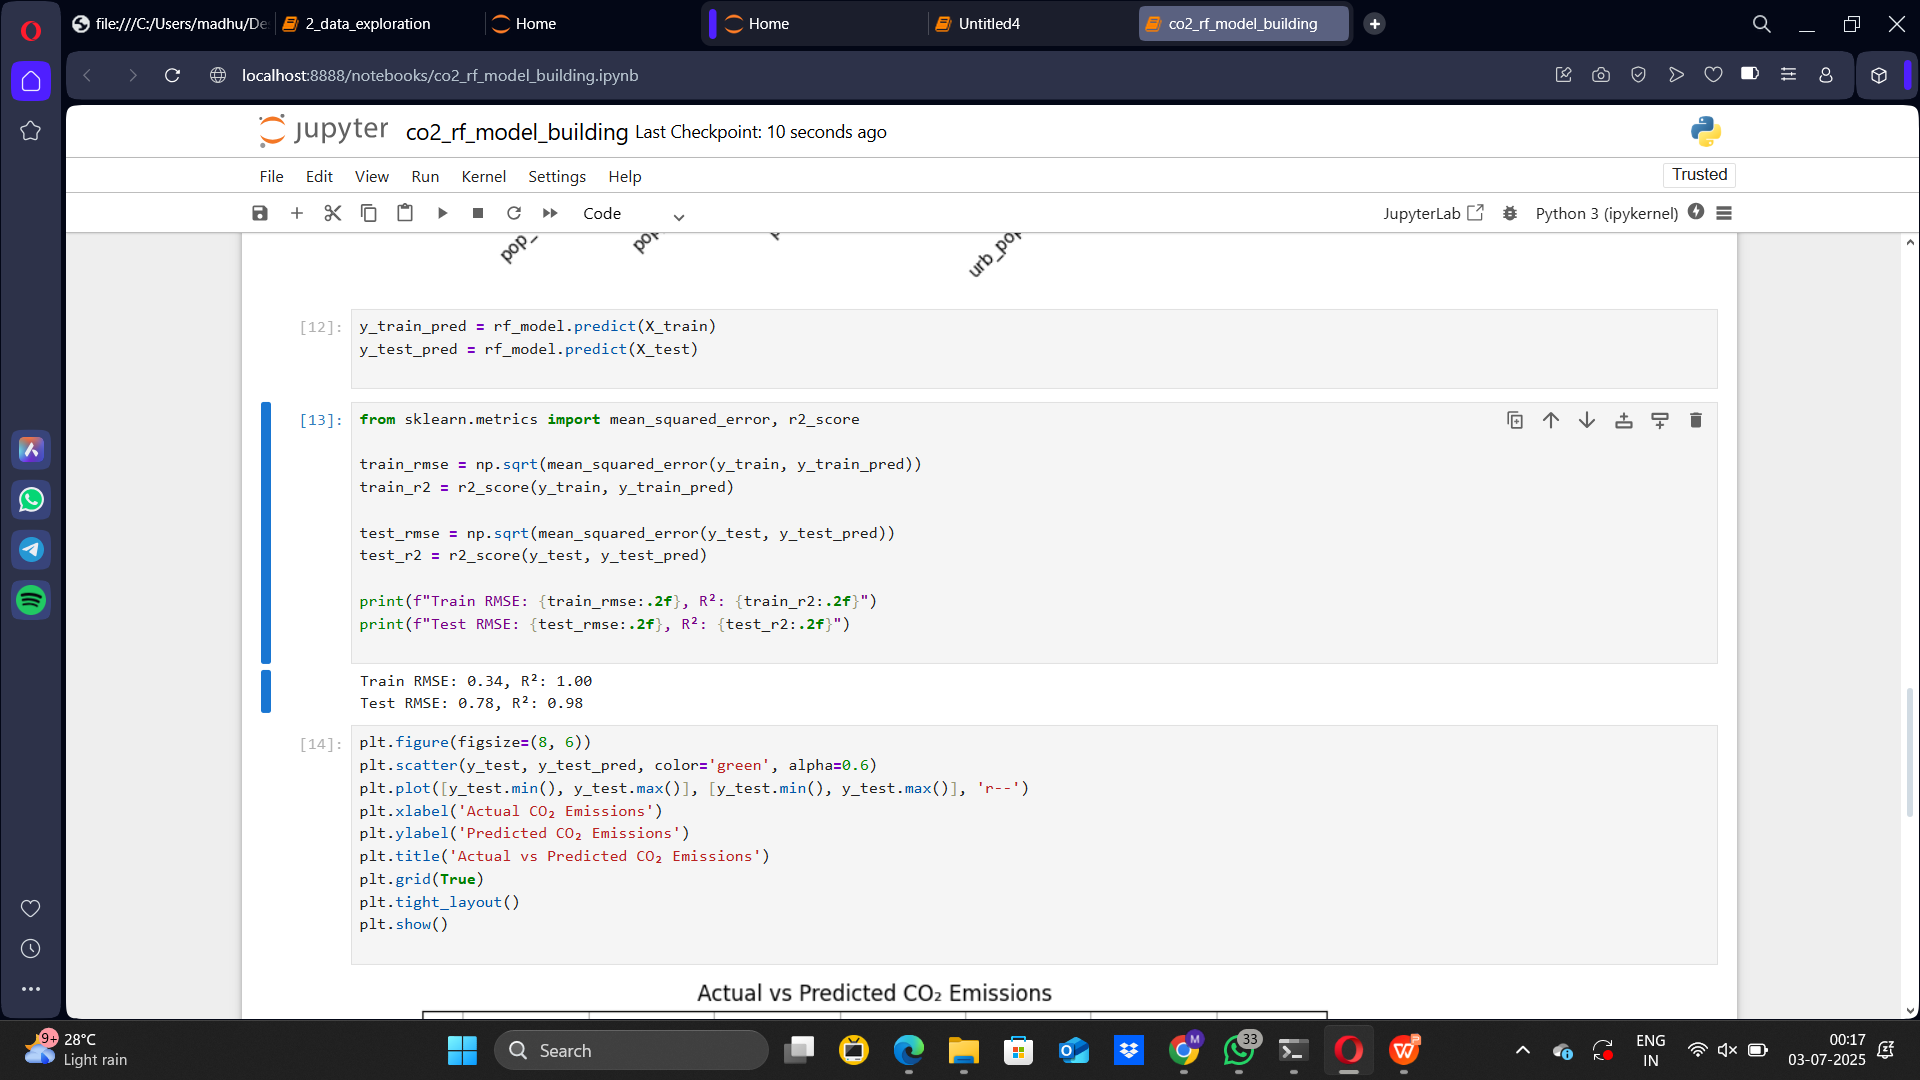 file:///C:/Users/madhu/De
2_data_exploration
Home
Home
Untitled4
co2_rf_model_building
localhost:8888/notebooks/co2_rf_model_building.ipynb
jupyter co2_rf_model_building Last Checkpoint: 10 seconds ago
File Edit View Run Kernel Settings Help
Trusted
Code
JupyterLab
Python 3 (ipykernel)
pop_
pop
urb_pop
[12]:
y_train_pred = rf_model.predict(X_train)
y_test_pred = rf_model.predict(X_test)
[13]:
from sklearn.metrics import mean_squared_error, r2_score
train_rmse = np.sqrt(mean_squared_error(y_train, y_train_pred))
train_r2 = r2_score(y_train, y_train_pred)
test_rmse = np.sqrt(mean_squared_error(y_test, y_test_pred))
test_r2 = r2_score(y_test, y_test_pred)
print(f"Train RMSE: {train_rmse:.2f}, R²: {train_r2:.2f}")
print(f"Test RMSE: {test_rmse:.2f}, R²: {test_r2:.2f}")
Train RMSE: 0.34, R²: 1.00
Test RMSE: 0.78, R²: 0.98
[14]:
plt.figure(figsize=(8, 6))
plt.scatter(y_test, y_test_pred, color='green', alpha=0.6)
plt.plot([y_test.min(), y_test.max()], [y_test.min(), y_test.max()], 'r--')
plt.xlabel('Actual CO₂ Emissions')
plt.ylabel('Predicted CO₂ Emissions')
plt.title('Actual vs Predicted CO₂ Emissions')
plt.grid(True)
plt.tight_layout()
plt.show()
Actual vs Predicted CO₂ Emissions
9+
28°C
Light rain
Search
M
33
ENG
IN
00:17
03-07-2025